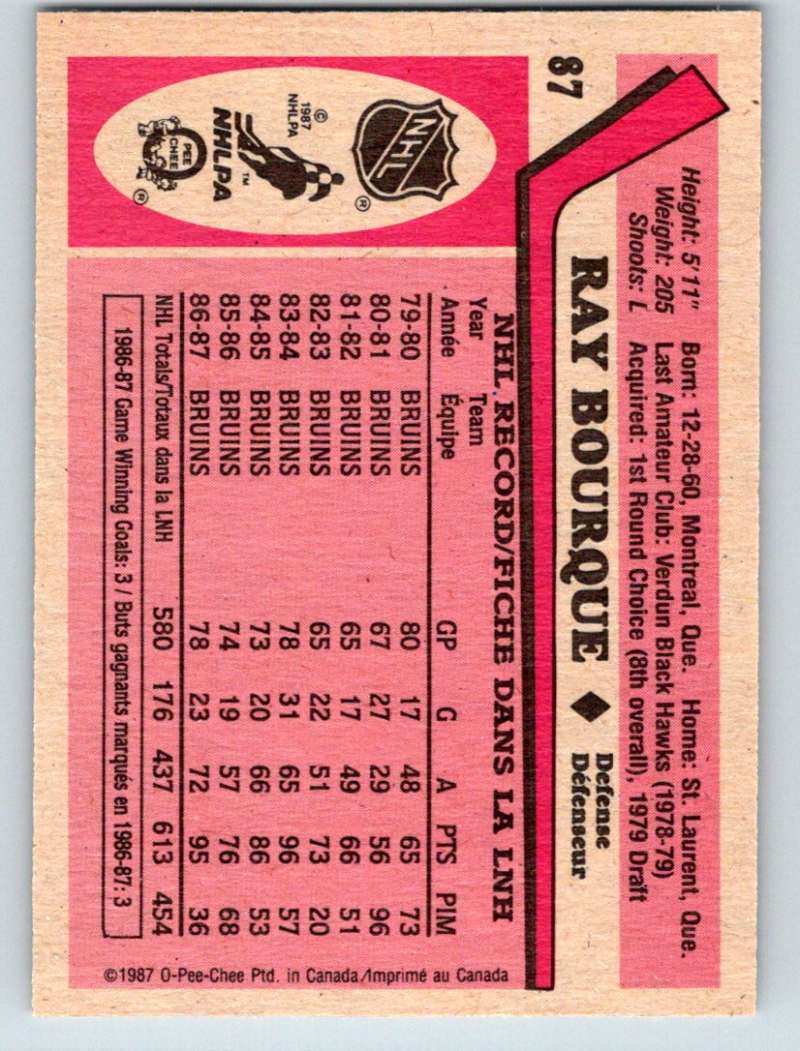 87
Height: 5'11" Born: 12-28-60, Montreal, Que. Home: St. Laurent, Que.
Weight: 205 Last Amateur Club: Verdun Black Hawks (1978-79)
Shoots: L Acquired: 1st Round Choice (8th overall), 1979 Draft
RAY BOURQUE ◆ Defense
Défenseur
NHL
®
© 1987 NHLPA
NHLPA™
O PEE CHEE
®
NHL RECORD/FICHE DANS LA LNH
Year Team GP G A PTS PIM
Année Équipe
79-80 BRUINS 80 17 48 65 73
80-81 BRUINS 67 27 29 56 96
81-82 BRUINS 65 17 49 66 51
82-83 BRUINS 65 22 51 73 20
83-84 BRUINS 78 31 65 96 57
84-85 BRUINS 73 20 66 86 53
85-86 BRUINS 74 19 57 76 68
86-87 BRUINS 78 23 72 95 36
NHL Totals/Totaux dans la LNH 580 176 437 613 454
1986-87 Game Winning Goals: 3 / Buts gagnants marqués en 1986-87: 3
©1987 O-Pee-Chee Ptd. in Canada/Imprimé au Canada